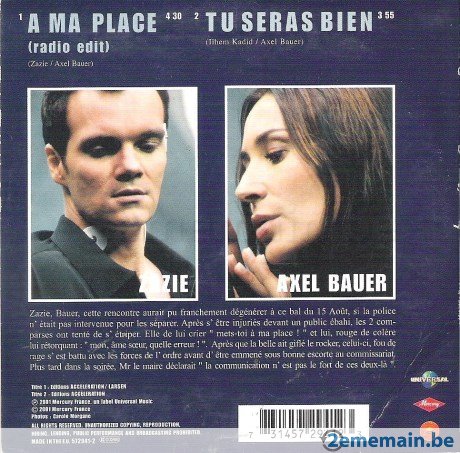 1 A MA PLACE 4 30
(radio edit)
(Zazie / Axel Bauer)
2 TU SERAS BIEN 3 55
(Ilhem Kadid / Axel Bauer)
ZAZIE
AXEL BAUER
Zazie, Bauer, cette rencontre aurait pu franchement dégénérer à ce bal du 15 Août, si la police
n' était pas intervenue pour les séparer. Après s' être injuriés devant un public ébahi, les 2 com-
parses ont tenté de s' étriper. Elle de lui crier " mets-toi à ma place ! " et lui, rouge de colère
lui rétorquant : " mon, âme sœur, quelle erreur ! ". Après que la belle ait giflé le rocker, celui-ci, fou de
rage s'est battu avec les forces de l' ordre avant d' être emmené sous bonne escorte au commissariat.
Plus tard dans la soirée, Mr le maire déclarait " la communication n' est pas le fort de ces deux-là ".
Titre 1 : Editions ACCELERATION / LARSEN
Titre 2 : Editions ACCELERATION
℗ 2001 Mercury France, un label Universal Music
© 2001 Mercury France
Photos : Carole Morgane
ALL RIGHTS RESERVED. UNAUTHORIZED COPYING, REPRODUCTION,
LENDING, PUBLIC PERFORMANCE AND BROADCASTING PROHIBITED.
MADE IN THE EU. 572941-2
UNIVERSAL
Mercury
7 31457 29
2ememain.be